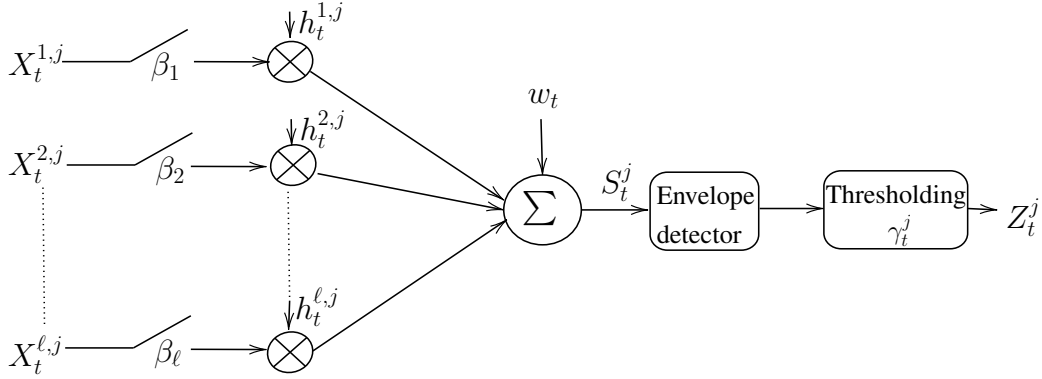 h_t^{1,j}
X_t^{1,j}
β_1
w_t
h_t^{2,j}
X_t^{2,j}
β_2
∑
S_t^j
Envelope
detector
Thresholding
γ_t^j
Z_t^j
h_t^{ℓ,j}
X_t^{ℓ,j}
β_ℓ